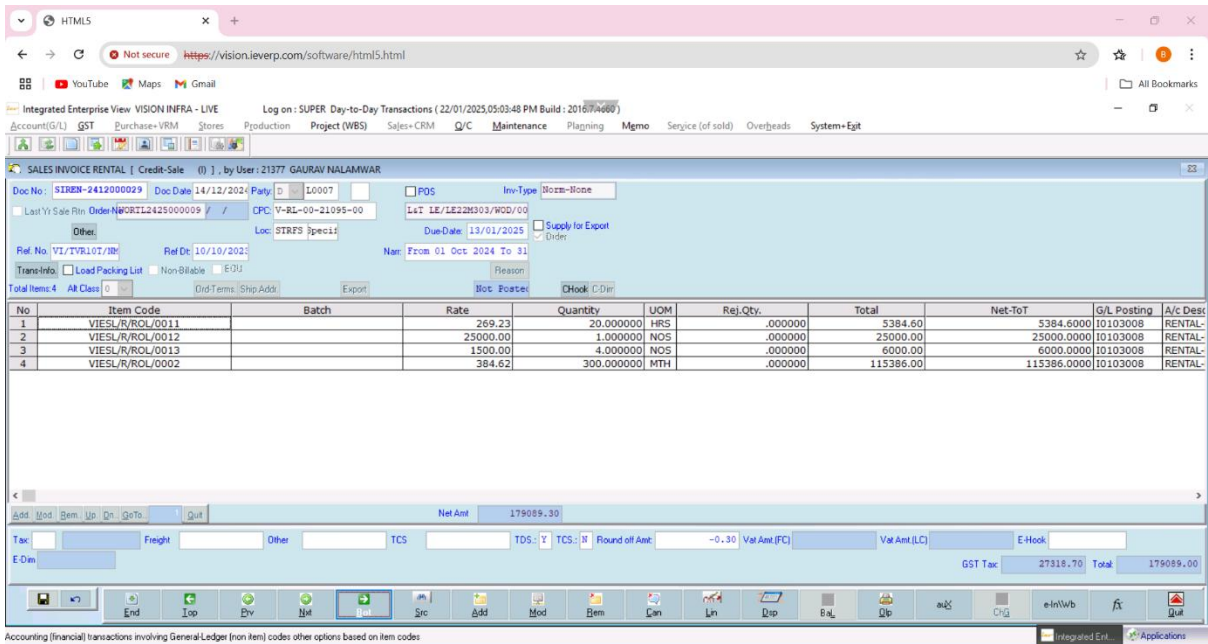 HTML5
Not secure https://vision.ieverp.com/software/html5.html B
YouTube Maps Gmail All Bookmarks
Integrated Enterprise View VISION INFRA - LIVE Log on : SUPER Day-to-Day Transactions ( 22/01/2025,05:03:48 PM Build : 2016.7.4660 )
Account(G/L) GST Purchase+VRM Stores Production Project (WBS) Sales+CRM Q/C Maintenance Planning Memo Service (of sold) Overheads System+Exit
SALES INVOICE RENTAL [ Credit-Sale (I) ] , by User : 21377 GAURAV NALAMWAR
Doc No : SIREN-2412000029 Doc Date 14/12/2024 Party: D L0007 POS Inv-Type Norm-None
Last Yr Sale Rtn Order-No WORTL2425000009 / / CPC: V-RL-00-21095-00 L&T LE/LE22M303/WOD/00
Other. Loc: STRFS Speci Due-Date: 13/01/2025 Supply for Export
Order
Ref. No. VI/TVR10T/NM Ref Dt: 10/10/202 Narr: From 01 Oct 2024 To 31
Trans-Info. Load Packing List Non-Billable EOU Reason
Total Items:4 Alt Class 0 Ord-Terms Ship.Addr. Export Not Posted CHook C-Dim
No Item Code Batch Rate Quantity UOM Rej.Qty. Total Net-ToT G/L Posting A/c Desc
1 VIESL/R/ROL/0011 269.23 20.000000 HRS .000000 5384.60 5384.6000 I0103008 RENTAL-
2 VIESL/R/ROL/0012 25000.00 1.000000 NOS .000000 25000.00 25000.0000 I0103008 RENTAL-
3 VIESL/R/ROL/0013 1500.00 4.000000 NOS .000000 6000.00 6000.0000 I0103008 RENTAL-
4 VIESL/R/ROL/0002 384.62 300.000000 MTH .000000 115386.00 115386.0000 I0103008 RENTAL-
Add. Mod. Rem. Up. Dn. GoTo. 1 Quit Net Amt 179089.30
Tax: Freight Other TCS TDS.: Y TCS.: N Round off Amt: -0.30 Vat Amt.(FC) Vat Amt.(LC) E-Hook
E-Dim GST Tax: 27318.70 Total: 179089.00
End Top Prv Nxt Bot Src Add Mod Rem Can Lin Dsp BaL Olp auX ChG e-In\Wb fx Quit
Accounting (financial) transactions involving General-Ledger [non item] codes other options based on item codes Integrated Ent... Applications